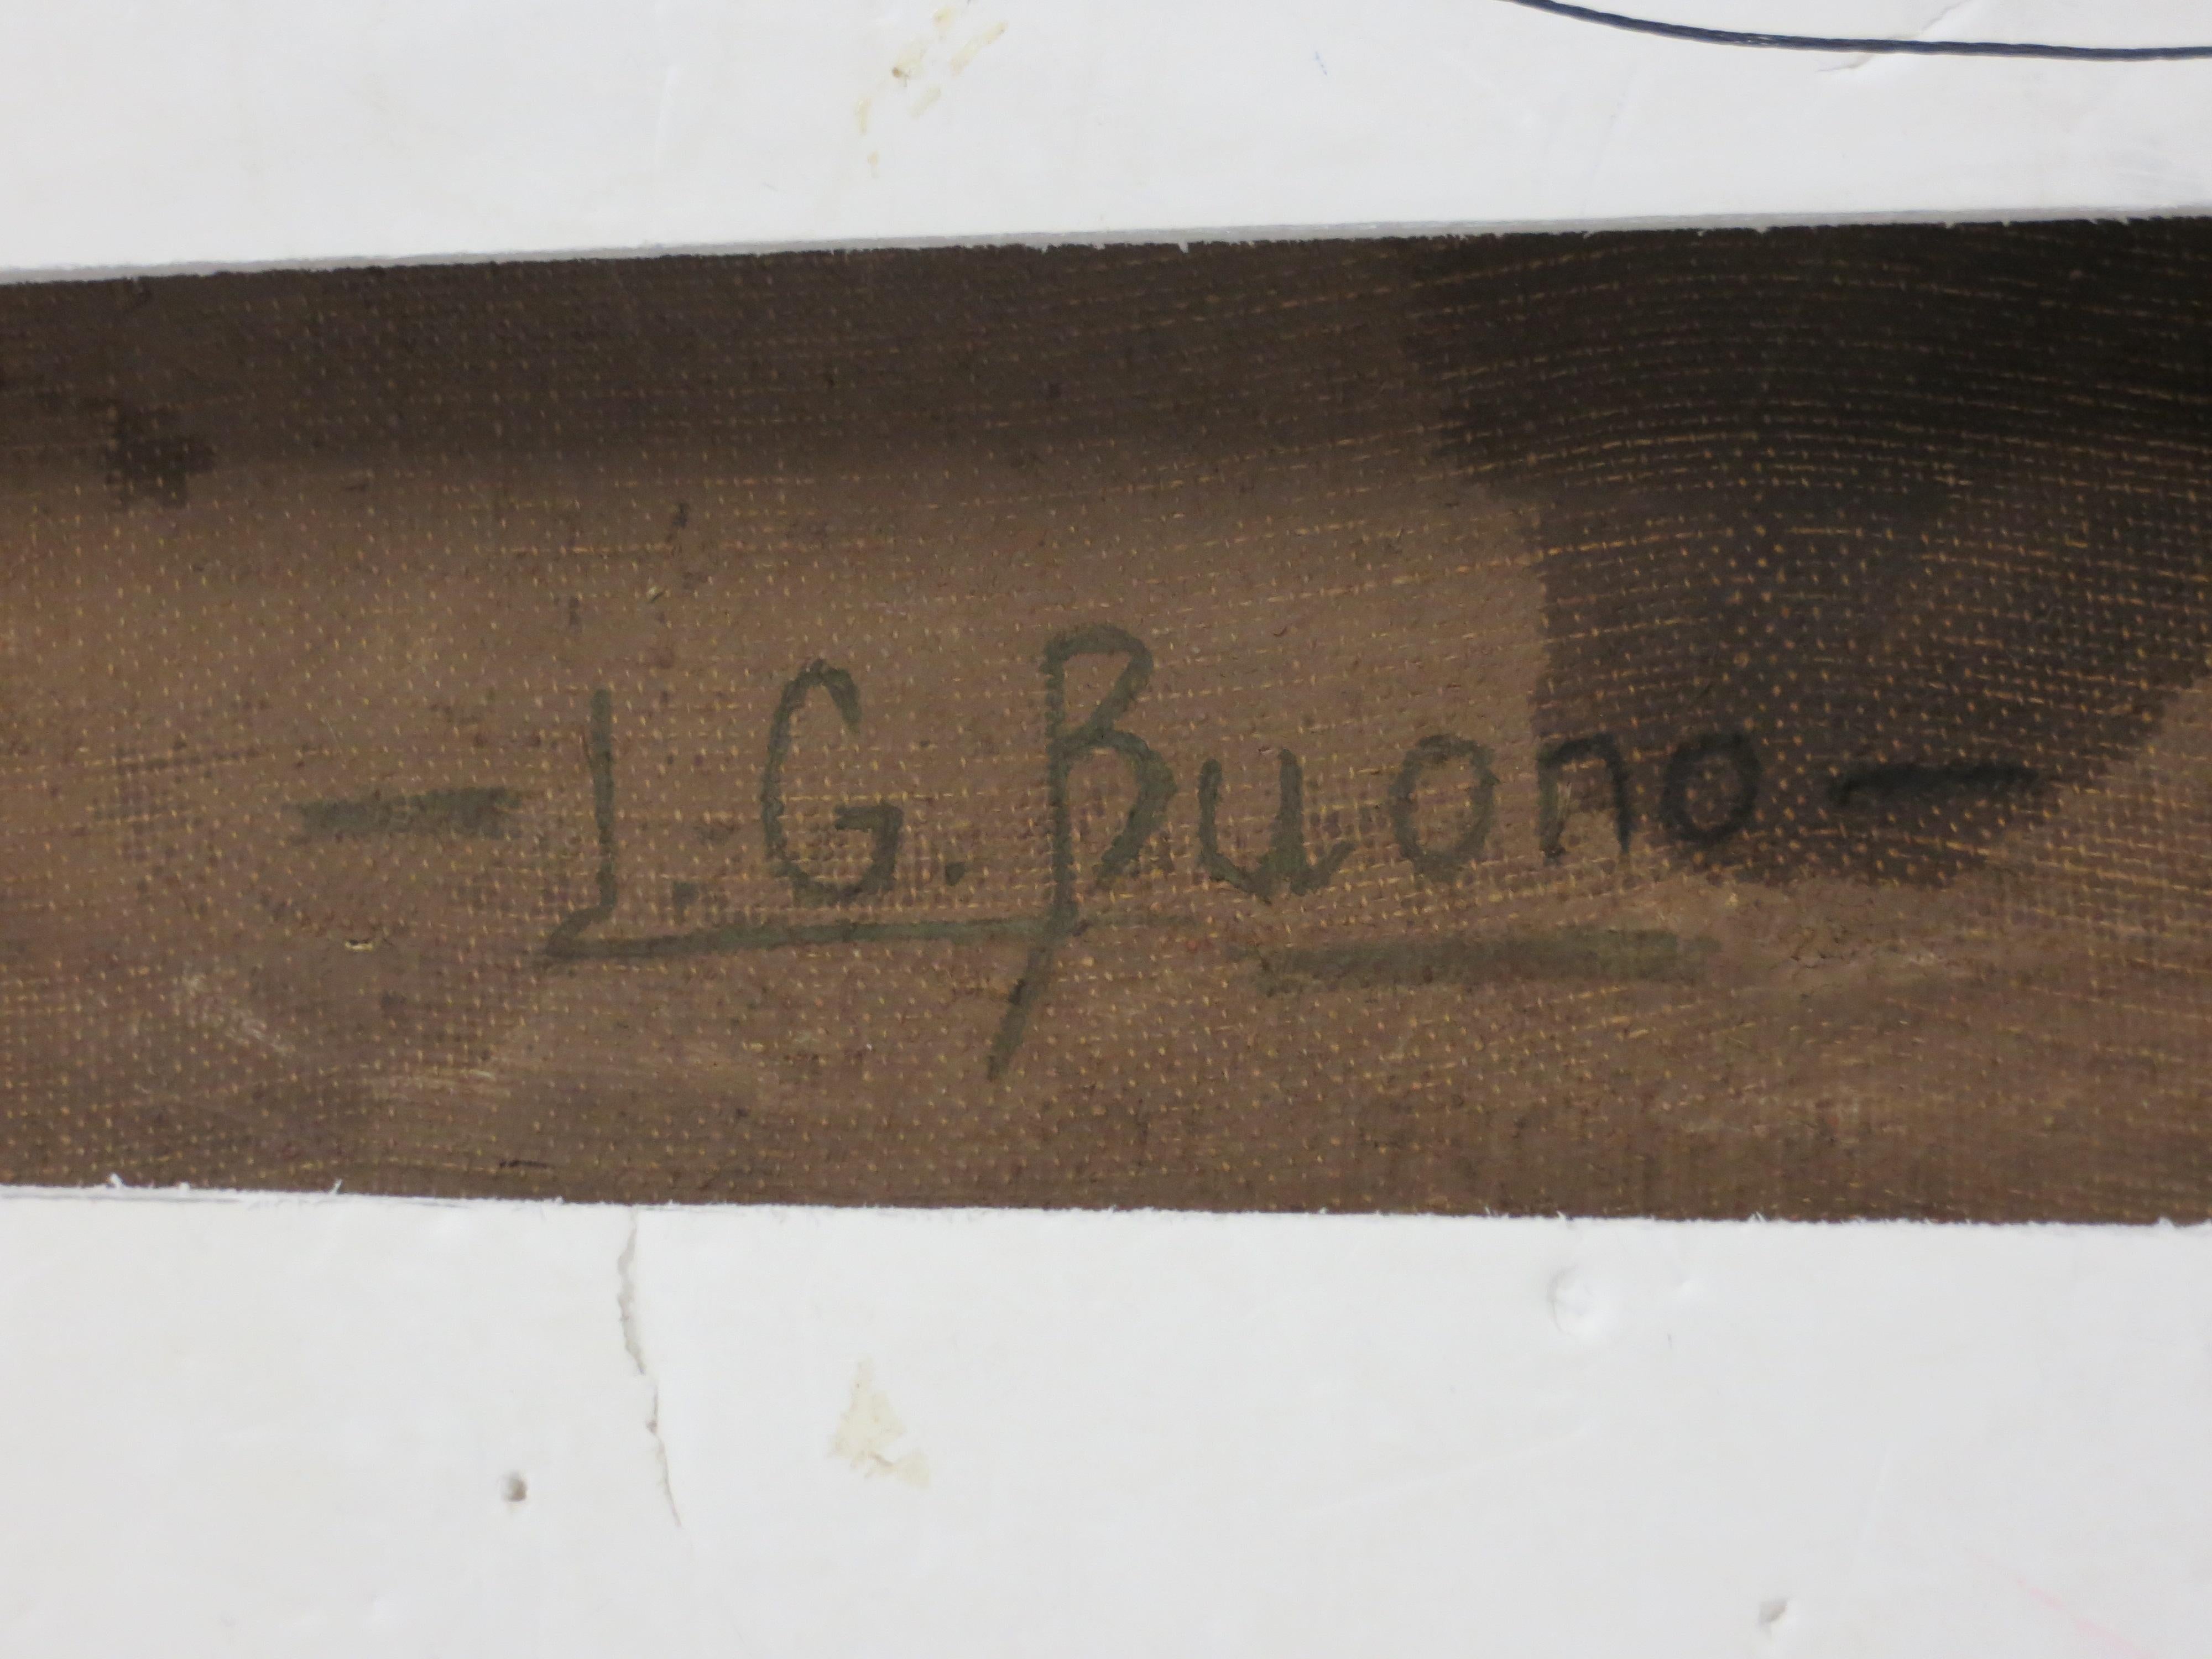 - L. G. Buono -